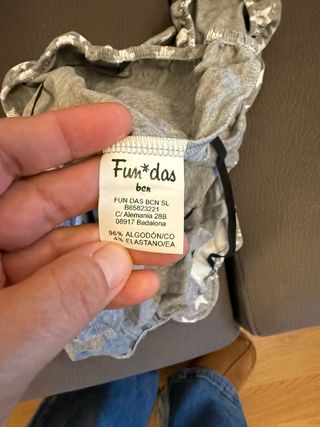 Fun*das
bcn
FUN DAS BCN SL
B65823221
C/ Alemania 28B
08917 Badalona
96% ALGODÓN/CO
4% ELASTANO/EA